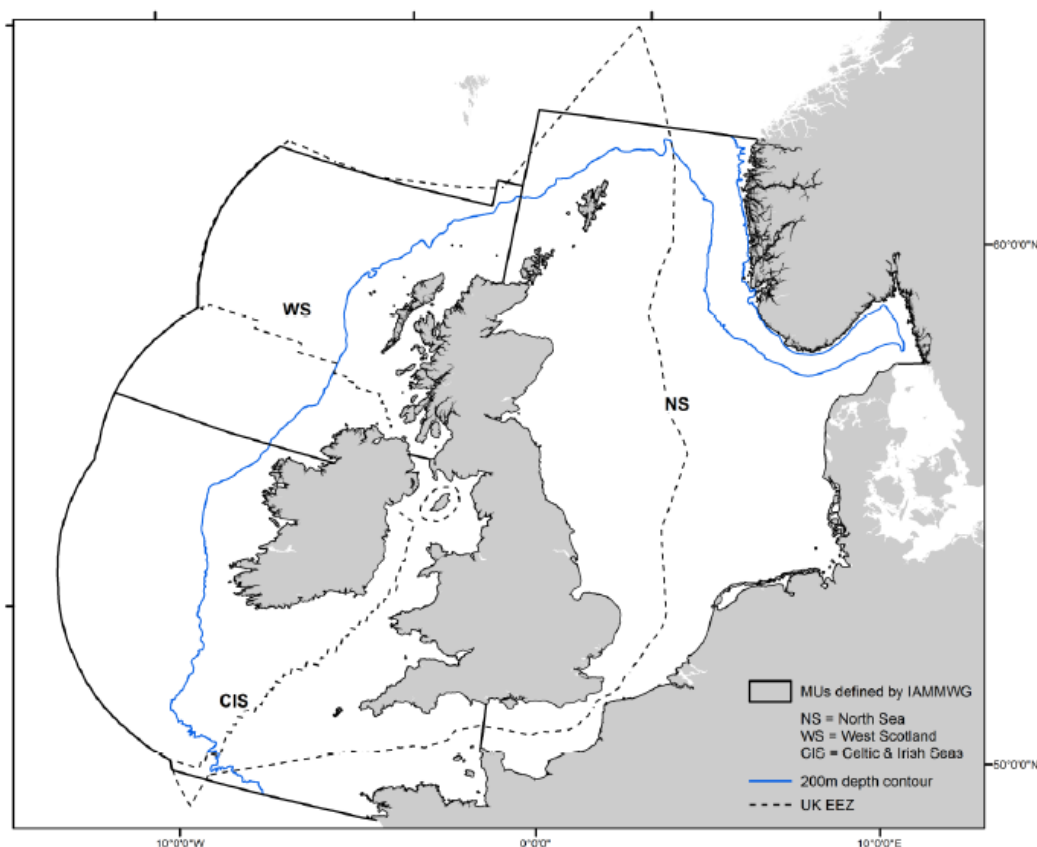 60°0'0"N
WS
NS
CIS
MUs defined by IAMMWG
NS = North Sea
WS = West Scotland
CIS = Celtic & Irish Seas
200m depth contour
UK EEZ
50°0'0"N
10°0'0"W
0°0'0"
10°0'0"E